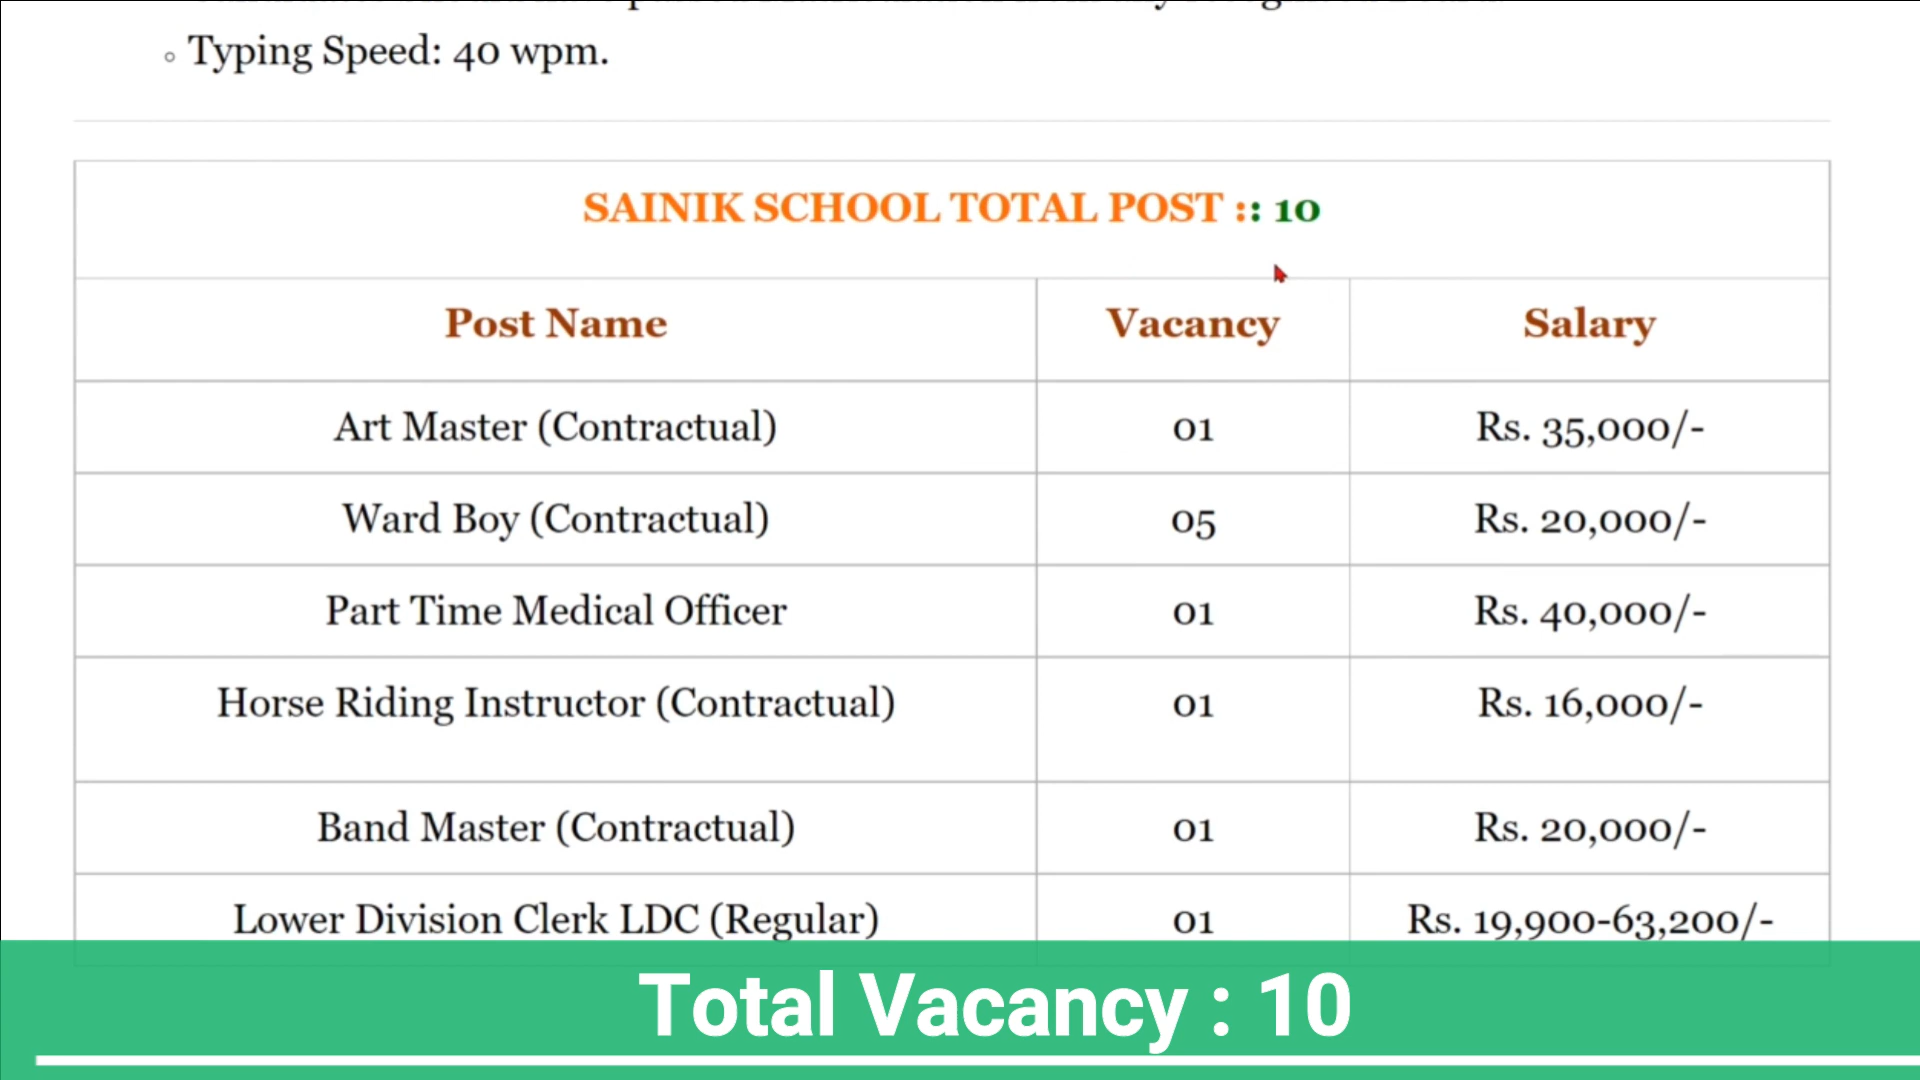 ◦ Typing Speed: 40 wpm.
SAINIK SCHOOL TOTAL POST :: 10
Post Name Vacancy Salary
Art Master (Contractual) 01 Rs. 35,000/-
Ward Boy (Contractual) 05 Rs. 20,000/-
Part Time Medical Officer 01 Rs. 40,000/-
Horse Riding Instructor (Contractual) 01 Rs. 16,000/-
Band Master (Contractual) 01 Rs. 20,000/-
Lower Division Clerk LDC (Regular) 01 Rs. 19,900-63,200/-
Total Vacancy : 10